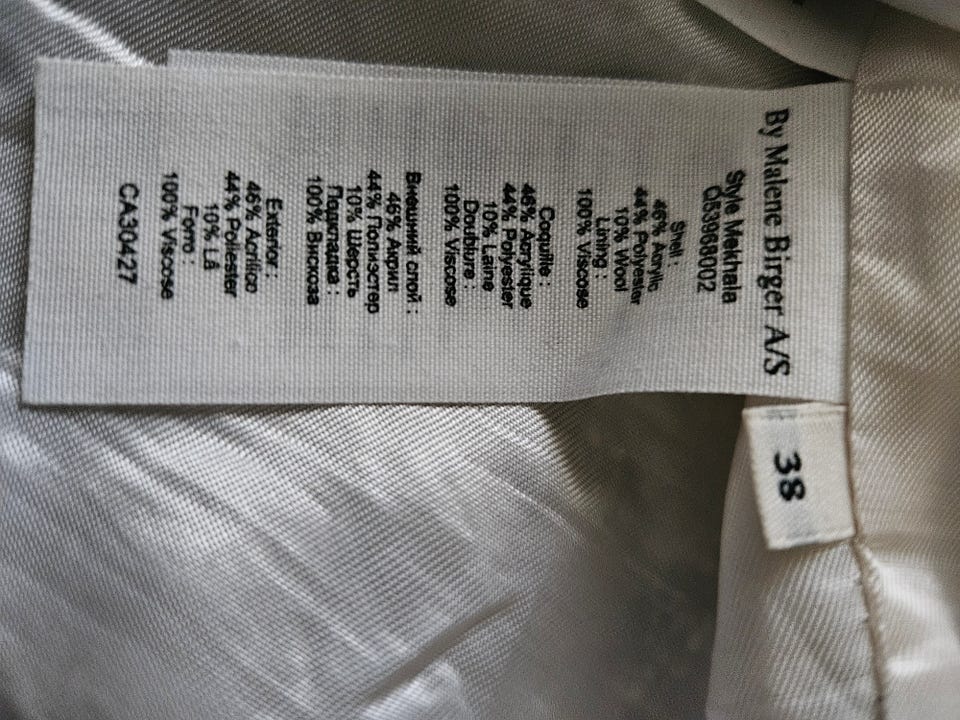 By Malene Birger A/S
Style Mekhala
Q53968002
Shell :
46% Acrylic
44% Polyester
10% Wool
Lining :
100% Viscose
Coquille :
46% Acrylique
44% Polyester
10% Laine
Doublure :
100% Viscose
Внешний слой :
46% Акрил
44% Полиэстер
10% Шерсть
Подкладка :
100% Вискоза
Exterior :
46% Acrilico
44% Poliester
10% Lã
Forro :
100% Viscose
CA30427
38